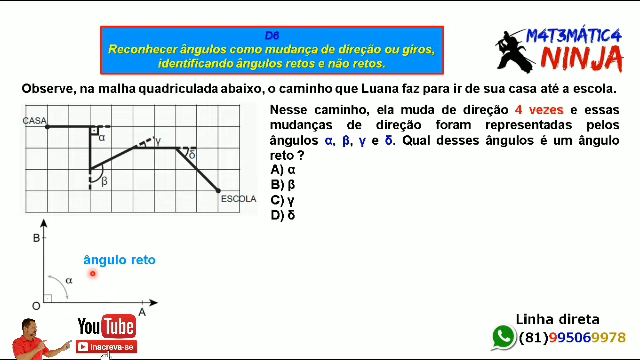 D6
Reconhecer ângulos como mudança de direção ou giros,
identificando ângulos retos e não retos.
M4T3MÁTIC4
NINJA
Observe, na malha quadriculada abaixo, o caminho que Luana faz para ir de sua casa até a escola.
CASA
α
β
γ
δ
ESCOLA
Nesse caminho, ela muda de direção 4 vezes e essas
mudanças de direção foram representadas pelos
ângulos α, β, γ e δ. Qual desses ângulos é um ângulo
reto ?
A) α
B) β
C) γ
D) δ
B
ângulo reto
α
O
A
YouTube
Inscreva-se
Linha direta
(81)995069978